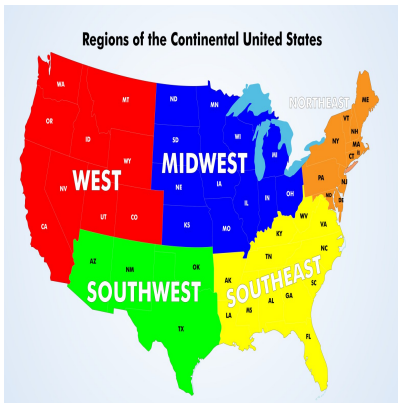 Regions of the Continental United States
WA
MT
ND
MN
OR
ID
SD
WI
MI
NORTHEAST
ME
VT
NH
NY
MA
CT
WY
WEST
MIDWEST
NV
NE
IA
PA
NJ
MD
DE
UT
CO
IL
IN
OH
CA
KS
MO
WV
VA
KY
AZ
NM
OK
TN
NC
SOUTHWEST
AK
SOUTHEAST
SC
TX
LA
MS
AL
GA
FL